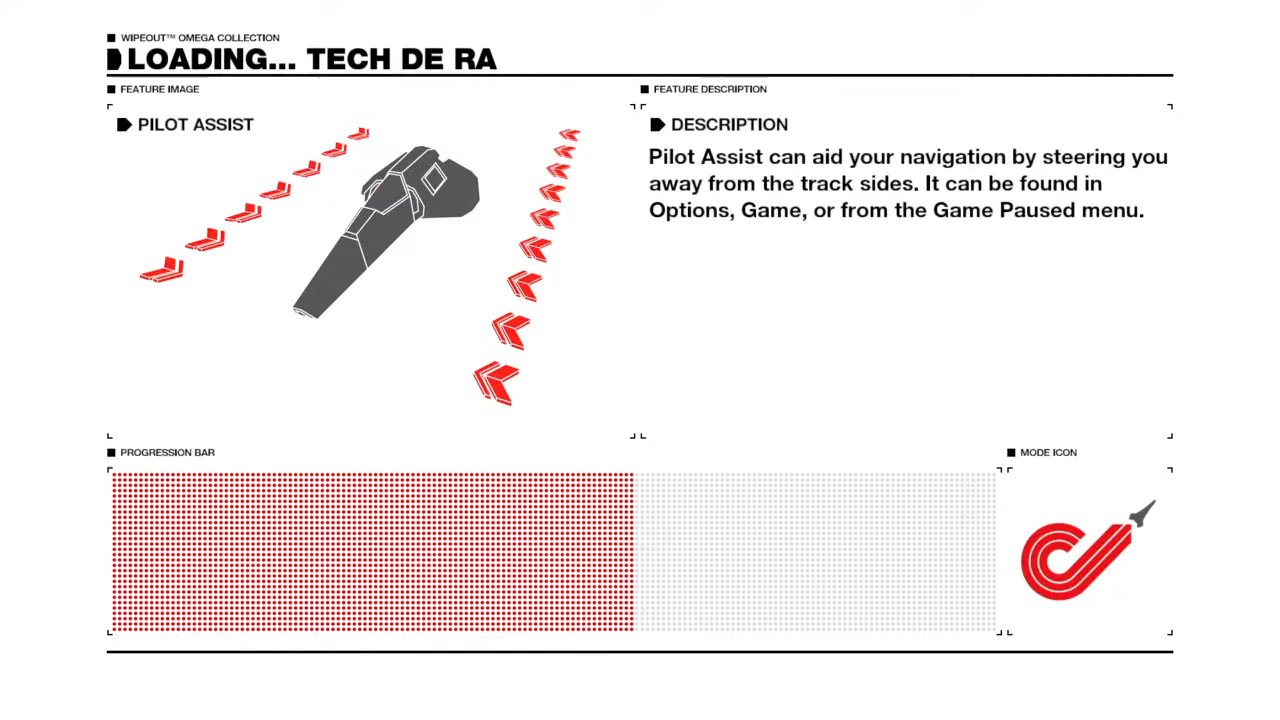 WIPEOUT™ OMEGA COLLECTION
LOADING... TECH DE RA
FEATURE IMAGE
PILOT ASSIST
FEATURE DESCRIPTION
DESCRIPTION
Pilot Assist can aid your navigation by steering you
away from the track sides. It can be found in
Options, Game, or from the Game Paused menu.
PROGRESSION BAR
MODE ICON